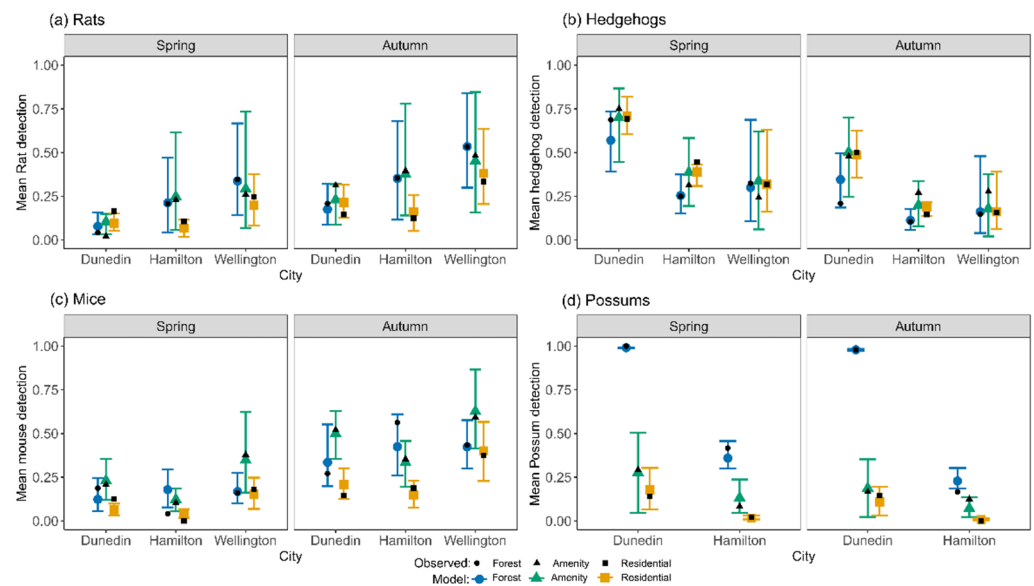 (a) Rats
Spring
Autumn
Mean Rat detection
1.00
0.75
0.50
0.25
0.00
Dunedin Hamilton Wellington Dunedin Hamilton Wellington
City
(b) Hedgehogs
Spring
Autumn
Mean hedgehog detection
1.00
0.75
0.50
0.25
0.00
Dunedin Hamilton Wellington Dunedin Hamilton Wellington
City
(c) Mice
Spring
Autumn
Mean mouse detection
1.00
0.75
0.50
0.25
0.00
Dunedin Hamilton Wellington Dunedin Hamilton Wellington
City
(d) Possums
Spring
Autumn
Mean Possum detection
1.00
0.75
0.50
0.25
0.00
Dunedin Hamilton Dunedin Hamilton
City
Observed: Forest Amenity Residential
Model: Forest Amenity Residential